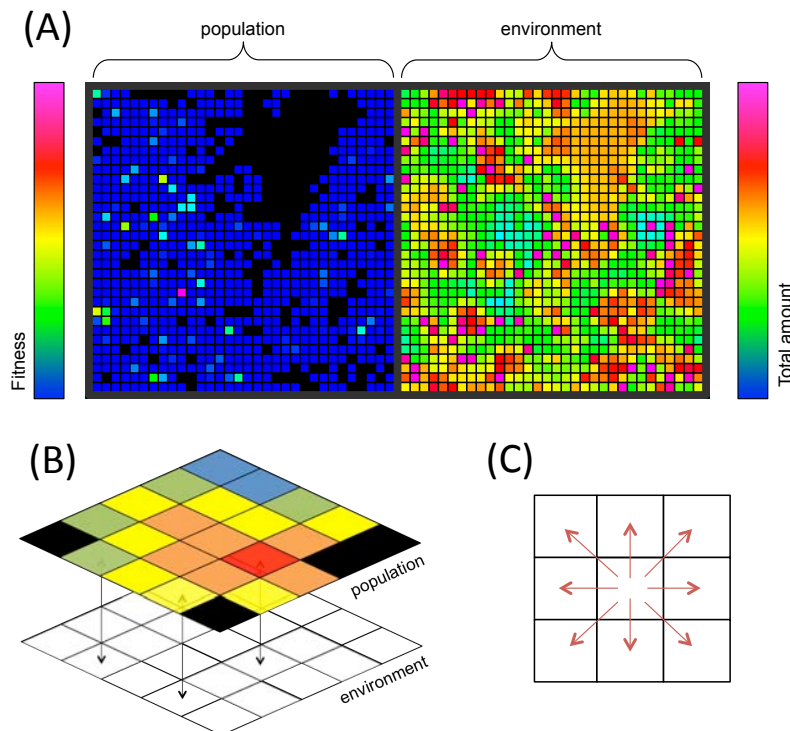 (A)
population
environment
Fitness
Total amount
(B)
population
environment
(C)